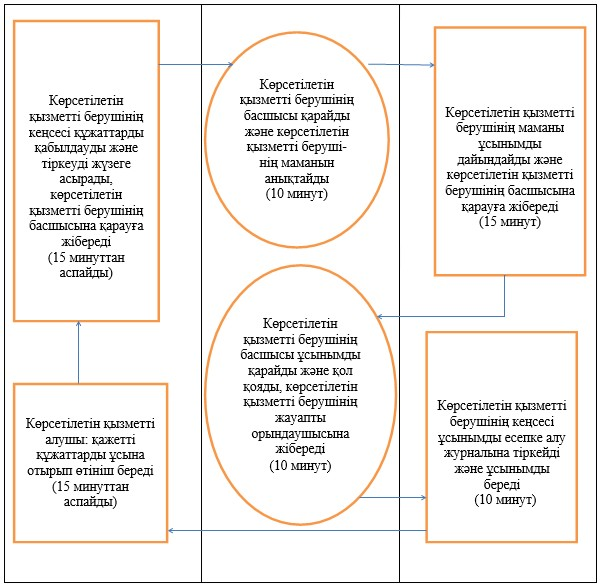 Көрсетілетін
қызметті берушінің
кеңсесі құжаттарды
қабылдауды және
тіркеуді жүзеге
асырады,
көрсетілетін
қызметті берушінің
басшысына қарауға
жібереді
(15 минуттан
аспайды)
Көрсетілетін
қызметті берушінің
басшысы қарайды
және көрсетілетін
қызметті беруші-
нің маманын
анықтайды
(10 минут)
Көрсетілетін қызметті
берушінің маманы
ұсынымды
дайындайды және
көрсетілетін қызметті
берушінің басшысына
қарауға жібереді
(15 минут)
Көрсетілетін
қызметті берушінің
басшысы ұсынымды
қарайды және қол
қояды, көрсетілетін
қызметті берушінің
жауапты
орындаушысына
жібереді
(10 минут)
Көрсетілетін қызметті
берушінің кеңсесі
ұсынымды есепке алу
журналына тіркейді
және ұсынымды
береді
(10 минут)
Көрсетілетін қызметті
алушы: қажетті
құжаттарды ұсына
отырып өтініш береді
(15 минуттан
аспайды)